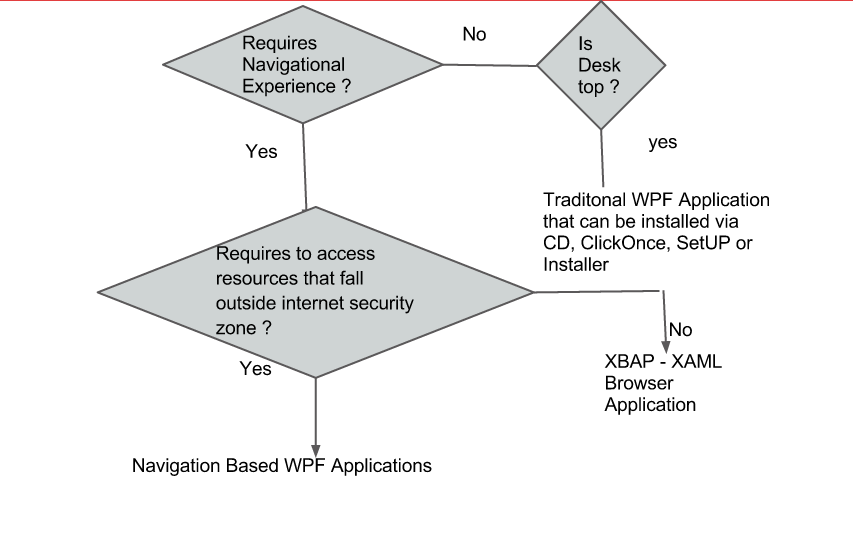 Requires
Navigational
Experience ?
No
Is
Desk
top ?
Yes
yes
Traditonal WPF Application
that can be installed via
CD, ClickOnce, SetUP or
Installer
Requires to access
resources that fall
outside internet security
zone ?
No
XBAP - XAML
Browser
Application
Yes
Navigation Based WPF Applications